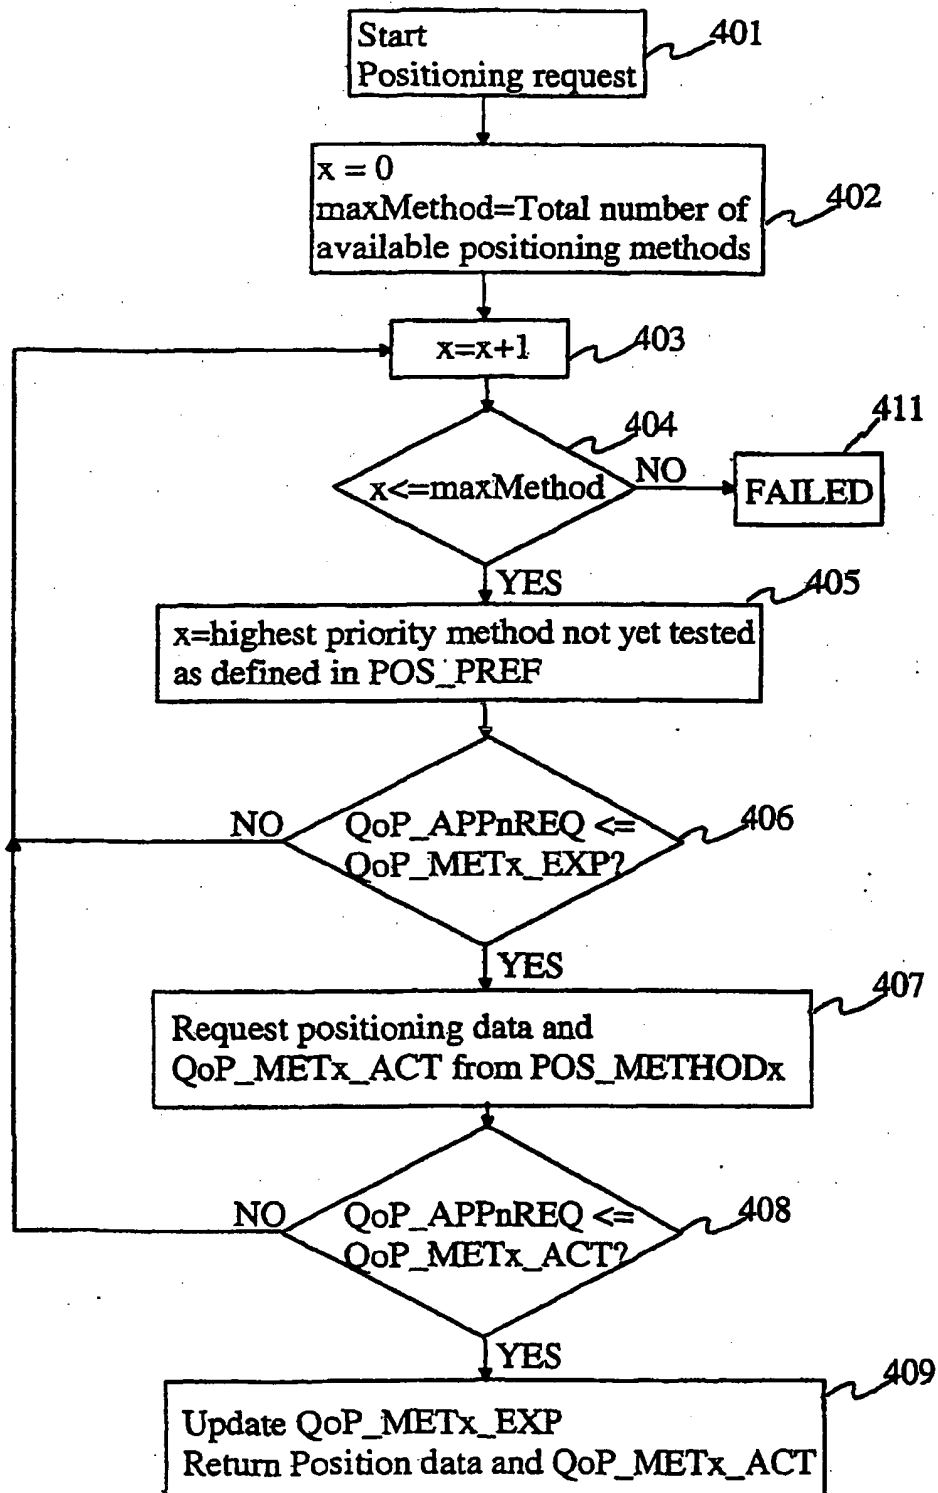 Start
Positioning request
401
x = 0
maxMethod=Total number of
available positioning methods
402
x=x+1
403
404
411
x<=maxMethod
NO
FAILED
YES
405
x=highest priority method not yet tested
as defined in POS_PREF
NO
QoP_APPnREQ <=
QoP_METx_EXP?
406
YES
407
Request positioning data and
QoP_METx_ACT from POS_METHODx
NO
QoP_APPnREQ <=
QoP_METx_ACT?
408
YES
409
Update QoP_METx_EXP
Return Position data and QoP_METx_ACT